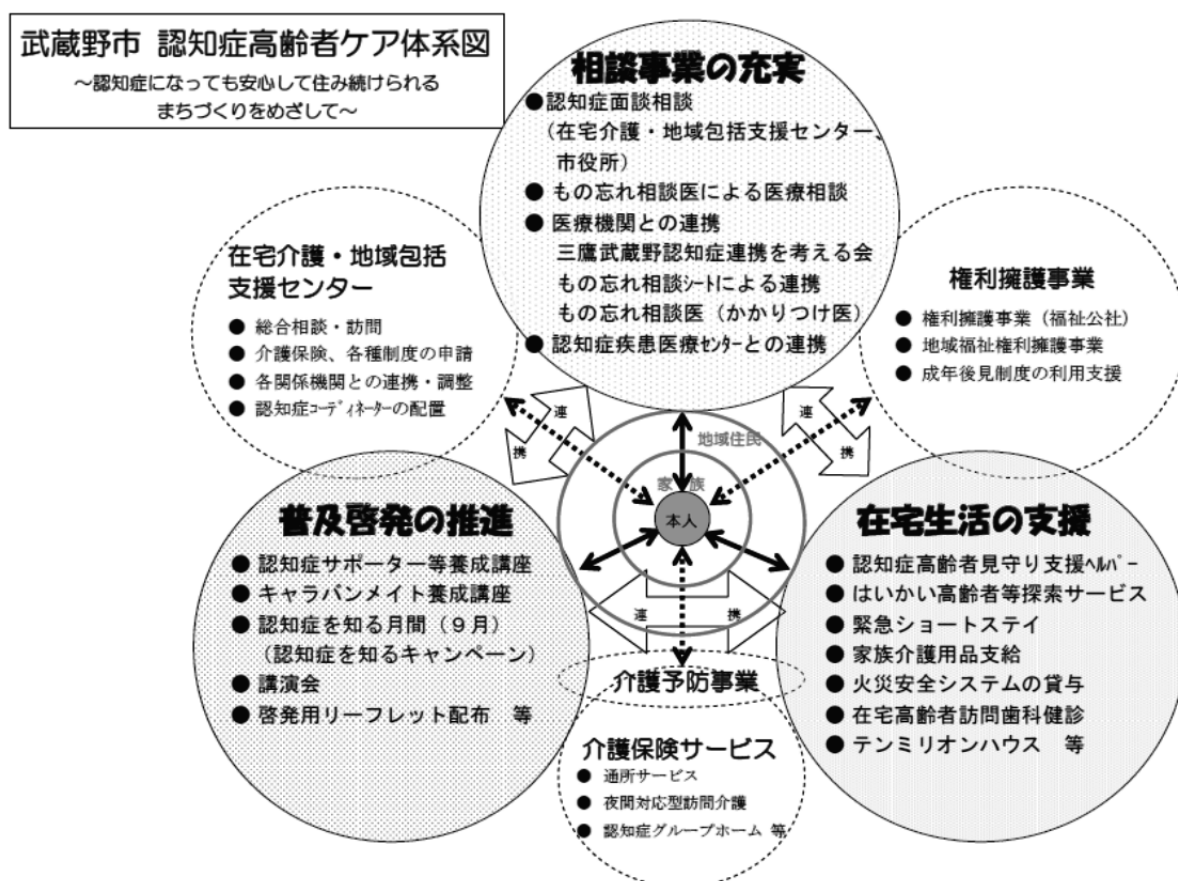 武蔵野市 認知症高齢者ケア体系図
～認知症になっても安心して住み続けられる
まちづくりをめざして～
相談事業の充実
●認知症面談相談
（在宅介護・地域包括支援センター、
市役所）
● もの忘れ相談医による医療相談
● 医療機関との連携
三鷹武蔵野認知症連携を考える会
もの忘れ相談ｼｰﾄによる連携
もの忘れ相談医（かかりつけ医）
● 認知症疾患医療ｾﾝﾀｰとの連携
在宅介護・地域包括
支援センター
● 総合相談・訪問
● 介護保険、各種制度の申請
● 各関係機関との連携・調整
● 認知症ｺｰﾃﾞｨﾈｰﾀｰの配置
権利擁護事業
● 権利擁護事業（福祉公社）
● 地域福祉権利擁護事業
● 成年後見制度の利用支援
連
携
連
携
地域住民
家族
本人
連 携
普及啓発の推進
● 認知症サポーター等養成講座
● キャラバンメイト養成講座
● 認知症を知る月間（９月）
（認知症を知るキャンペーン）
● 講演会
● 啓発用リーフレット配布 等
在宅生活の支援
● 認知症高齢者見守り支援ﾍﾙﾊﾟｰ
● はいかい高齢者等探索サービス
● 緊急ショートステイ
● 家族介護用品支給
● 火災安全システムの貸与
● 在宅高齢者訪問歯科健診
● テンミリオンハウス 等
介護予防事業
介護保険サービス
● 通所サービス
● 夜間対応型訪問介護
● 認知症グループホーム 等